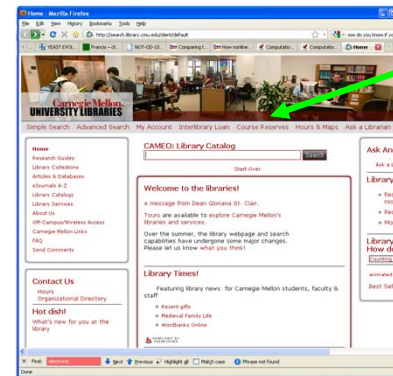 Home - Mozilla Firefox
File Edit View History Bookmarks Tools Help
http://search.library.cmu.edu/client/default
YEAST EVOL... Francis – cli... NOT-OD-10... Comparing t... How nonline... Computatio... Computatio... Home
Carnegie Mellon
UNIVERSITY LIBRARIES
Simple Search Advanced Search My Account Interlibrary Loan Course Reserves Hours & Maps Ask a Librarian
Home
Research Guides
Library Collections
Articles & Databases
eJournals A-Z
Library Catalogs
Library Services
About Us
Off-Campus/Wireless Access
Carnegie Mellon Links
FAQ
Send Comments
Contact Us
Hours
Organizational Directory
Hot dish!
What's new for you at the
library
CAMEO: Library Catalog
Search
Start Over
Welcome to the libraries!
A message from Dean Gloriana St. Clair.
Tours are available to explore Carnegie Mellon's
libraries and services.
Over the summer, the library webpage and search
capabilities have undergone some major changes.
Please let us know what you think!
Library Times!
Featuring library news for Carnegie Mellon students, faculty &
staff
Recent gifts
Medieval Family Life
Wordbanks Online
Ask An
Ask a L
Library
Library
How do
Counting
animated
Best Sel
Find: electronic Next Previous Highlight all Match case Phrase not found
Done